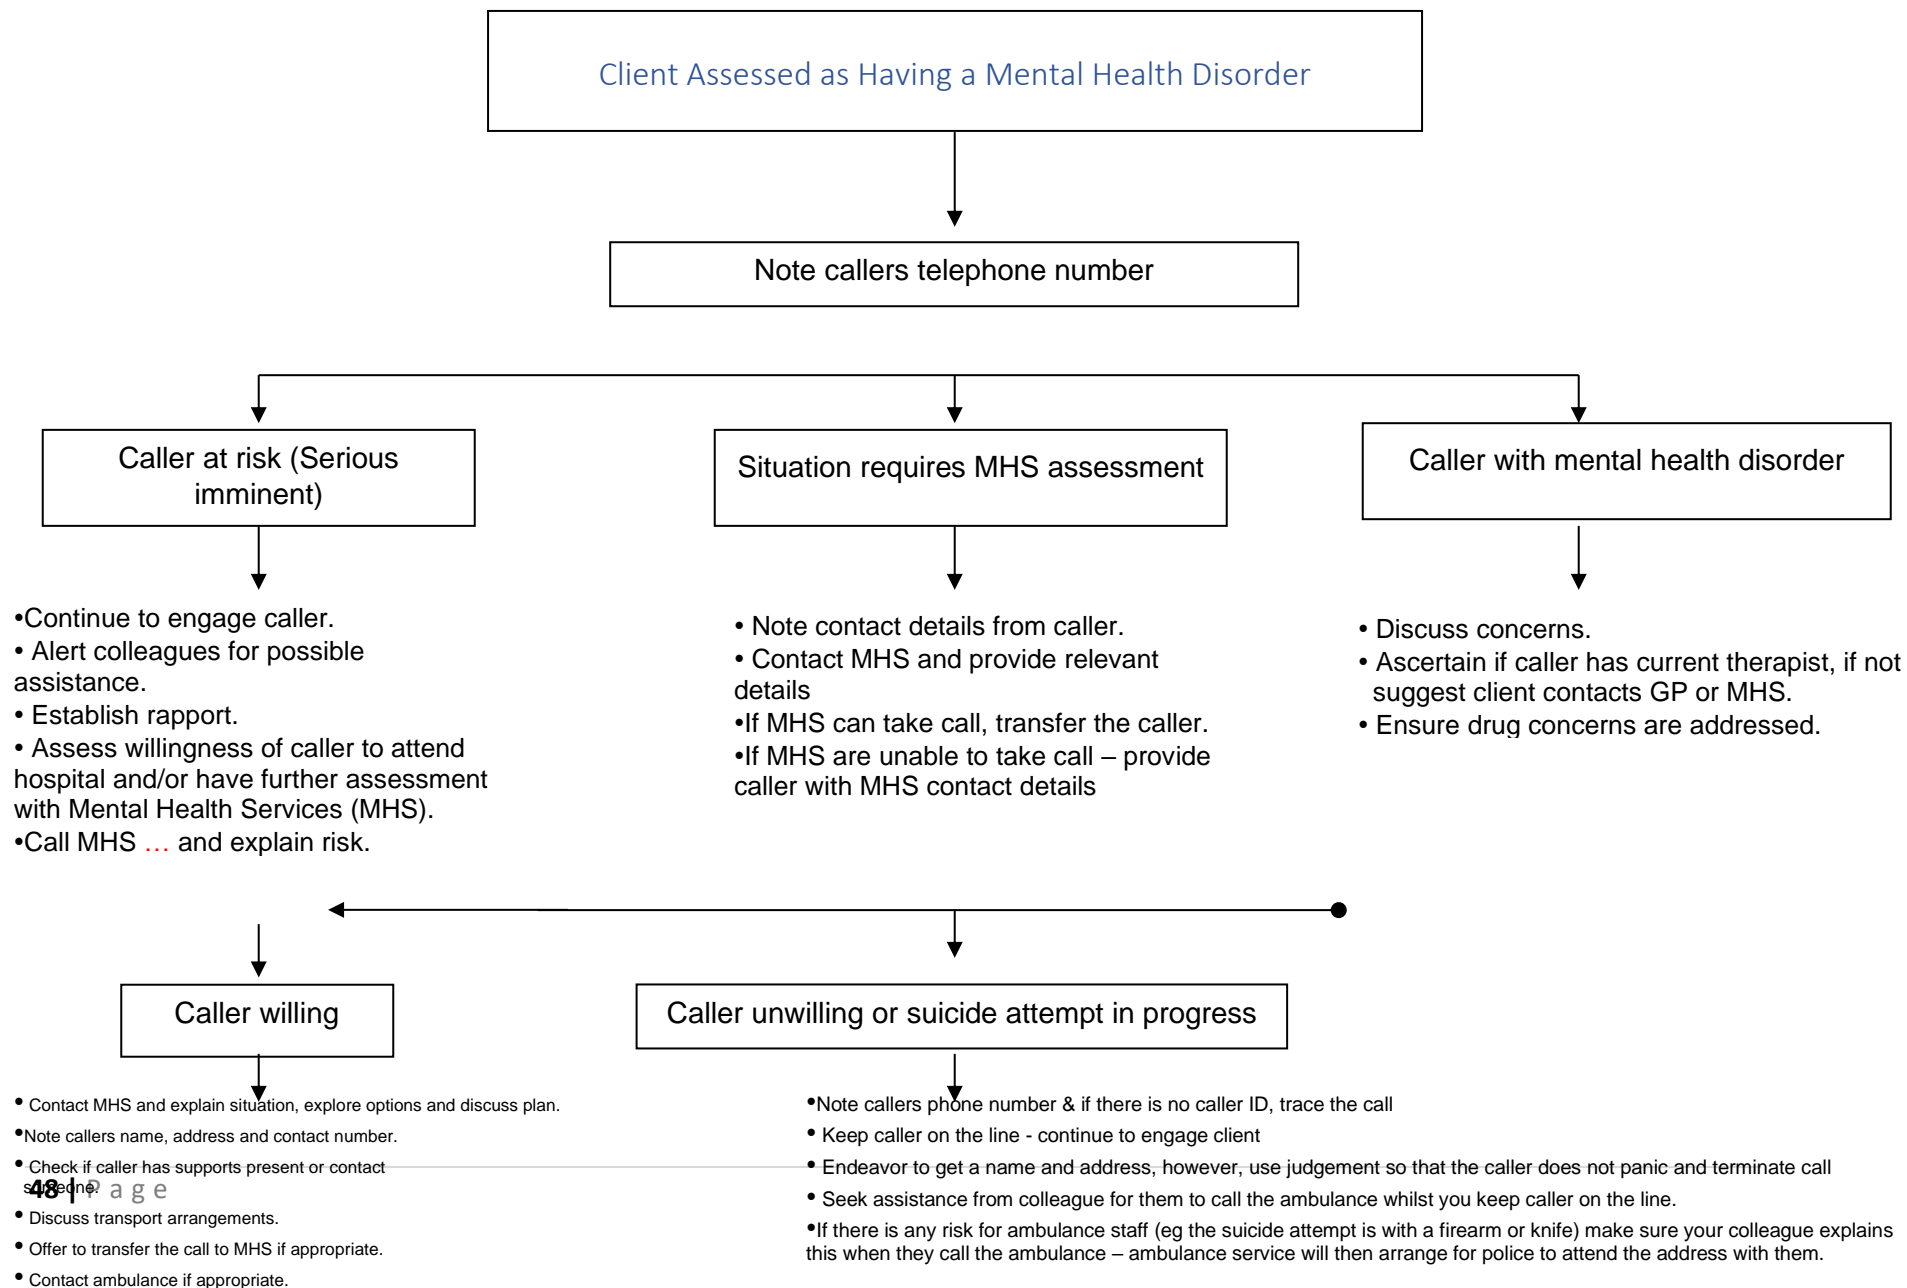 Client Assessed as Having a Mental Health Disorder
Note callers telephone number
Caller at risk (Serious
imminent)
Situation requires MHS assessment
Caller with mental health disorder
•Continue to engage caller.
• Alert colleagues for possible
assistance.
• Establish rapport.
• Assess willingness of caller to attend
hospital and/or have further assessment
with Mental Health Services (MHS).
•Call MHS … and explain risk.
• Note contact details from caller.
• Contact MHS and provide relevant
details
•If MHS can take call, transfer the caller.
•If MHS are unable to take call – provide
caller with MHS contact details
• Discuss concerns.
• Ascertain if caller has current therapist, if not
suggest client contacts GP or MHS.
• Ensure drug concerns are addressed.
Caller willing
Caller unwilling or suicide attempt in progress
• Contact MHS and explain situation, explore options and discuss plan.
•Note callers name, address and contact number.
• Check if caller has supports present or contact
someone.
48 | P a g e
• Discuss transport arrangements.
• Offer to transfer the call to MHS if appropriate.
• Contact ambulance if appropriate.
•Note callers phone number & if there is no caller ID, trace the call
• Keep caller on the line - continue to engage client
• Endeavor to get a name and address, however, use judgement so that the caller does not panic and terminate call
• Seek assistance from colleague for them to call the ambulance whilst you keep caller on the line.
•If there is any risk for ambulance staff (eg the suicide attempt is with a firearm or knife) make sure your colleague explains
this when they call the ambulance – ambulance service will then arrange for police to attend the address with them.